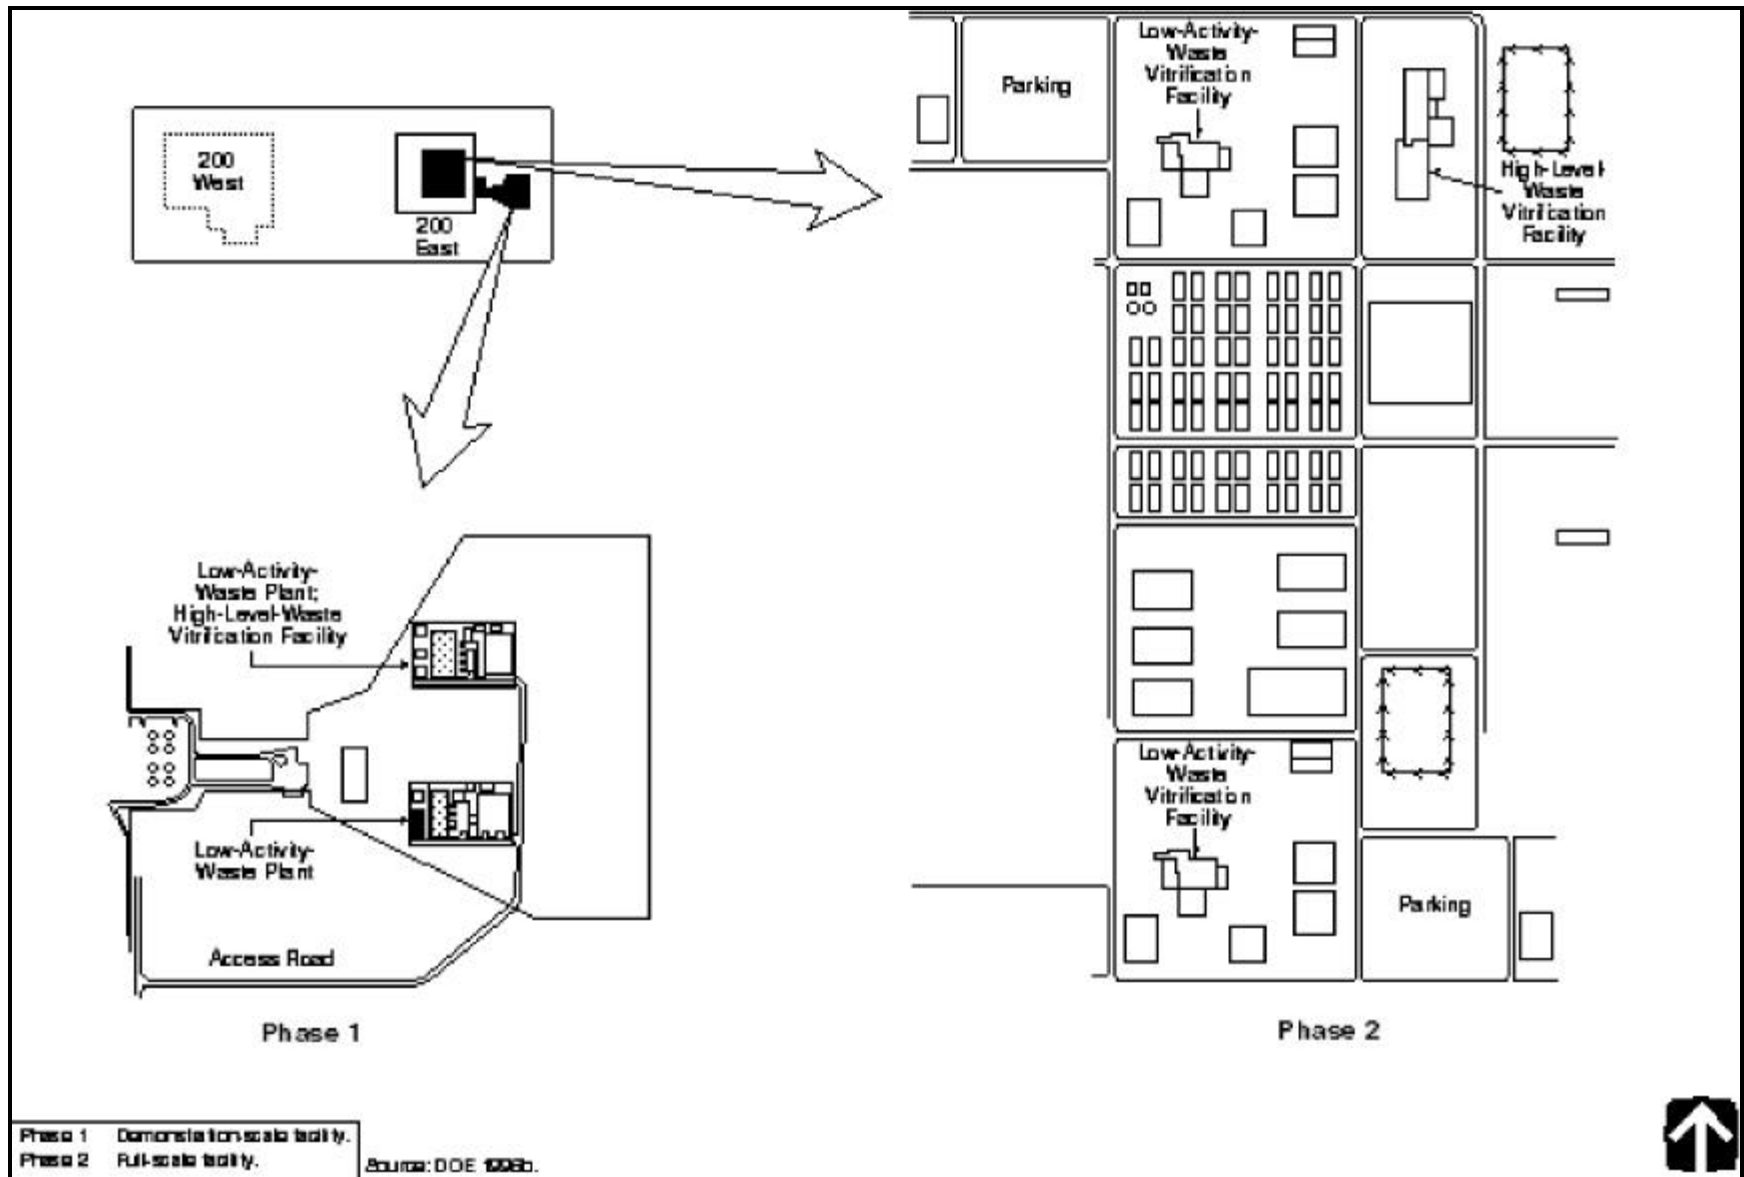 200
West
200
East
Low-Activity-
Waste Plant;
High-Level-Waste
Vitrification Facility
Low-Activity-
Waste Plant
Access Road
Phase 1
Parking
Low-Activity-
Waste
Vitrification
Facility
High-Level-
Waste
Vitrification
Facility
Low-Activity-
Waste
Vitrification
Facility
Parking
Phase 2
Phase 1 Demonstration-scale facility.
Phase 2 Full-scale facility.
Source: DOE